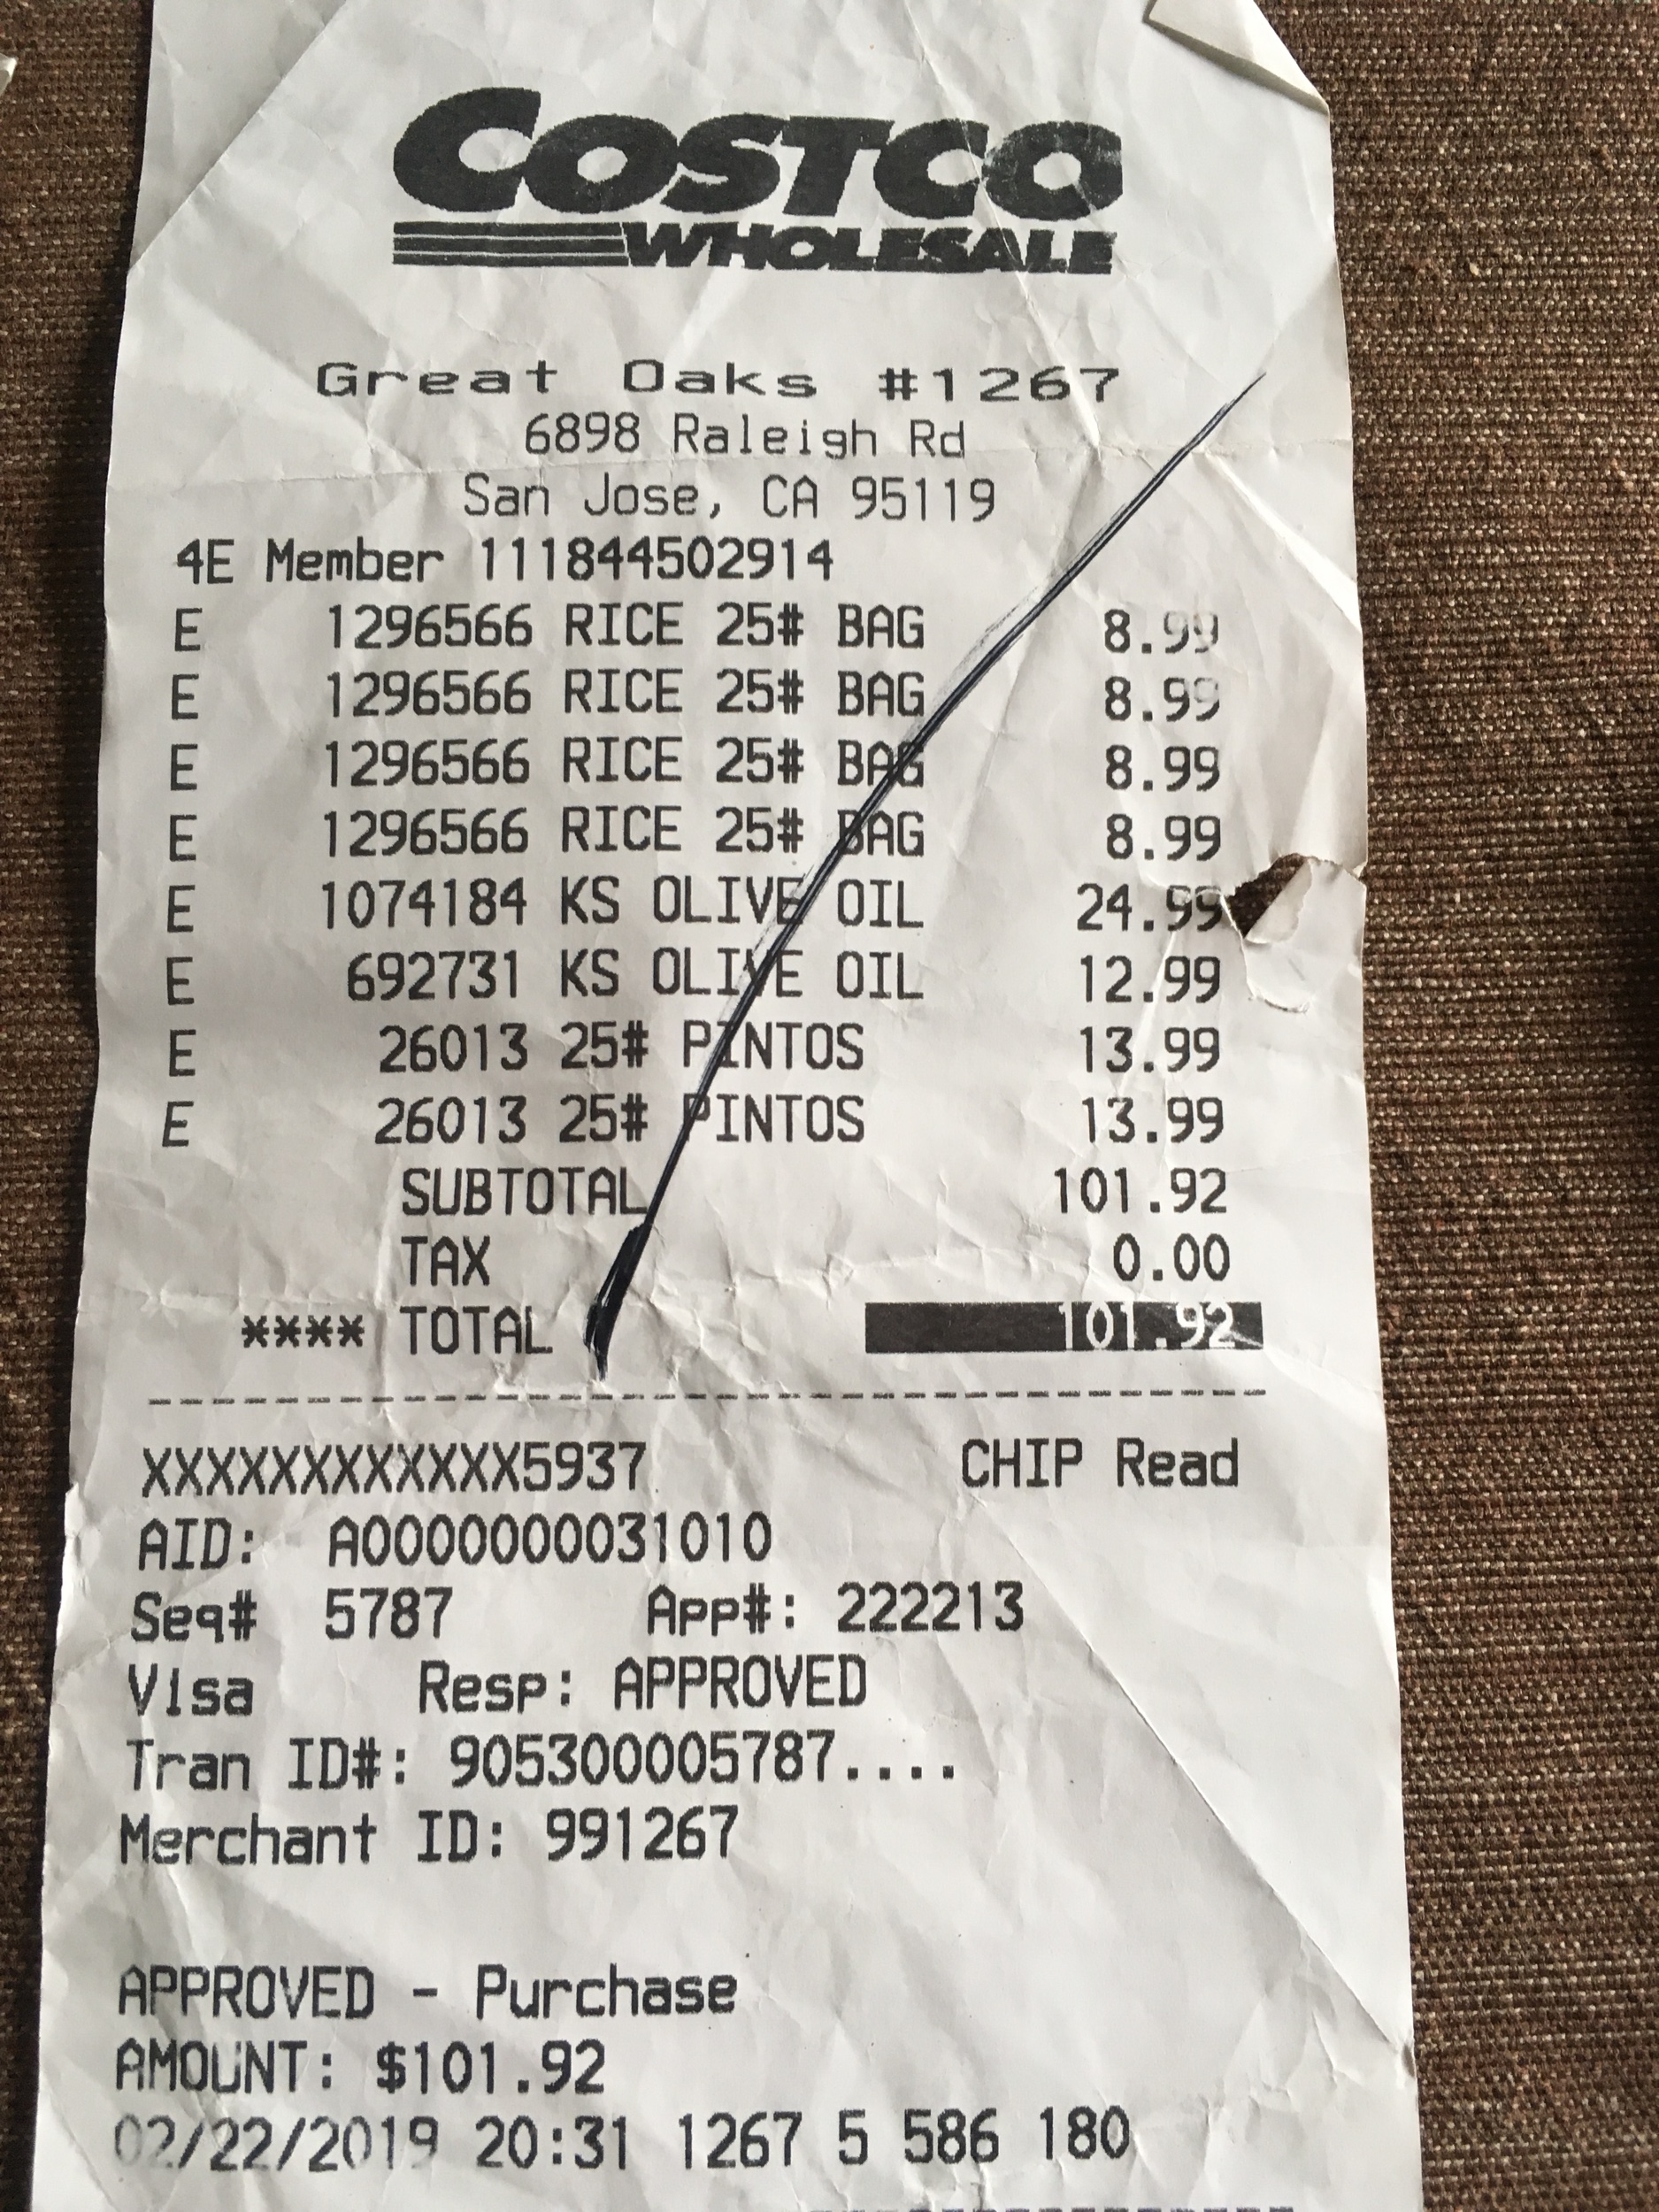 COSTCO
WHOLESALE
Great Oaks #1267
6898 Raleigh Rd
San Jose, CA 95119
4E Member 111844502914
E 1296566 RICE 25# BAG 8.99
E 1296566 RICE 25# BAG 8.99
E 1296566 RICE 25# BAG 8.99
E 1296566 RICE 25# BAG 8.99
E 1074184 KS OLIVE OIL 24.99
E 692731 KS OLIVE OIL 12.99
E 26013 25# PINTOS 13.99
E 26013 25# PINTOS 13.99
SUBTOTAL 101.92
TAX 0.00
**** TOTAL 101.92
XXXXXXXXXXXX5937 CHIP Read
AID: A0000000031010
Seq# 5787 App#: 222213
Visa Resp: APPROVED
Tran ID#: 905300005787....
Merchant ID: 991267
APPROVED - Purchase
AMOUNT: $101.92
02/22/2019 20:31 1267 5 586 180